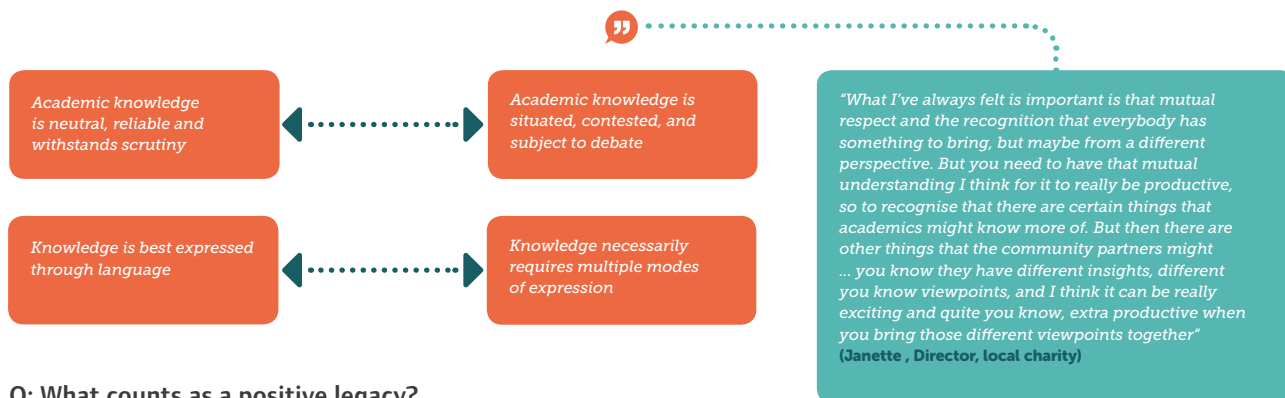 Academic knowledge
is neutral, reliable and
withstands scrutiny
Academic knowledge is
situated, contested, and
subject to debate
Knowledge is best expressed
through language
Knowledge necessarily
requires multiple modes
of expression
“What I’ve always felt is important is that mutual
respect and the recognition that everybody has
something to bring, but maybe from a different
perspective. But you need to have that mutual
understanding I think for it to really be productive,
so to recognise that there are certain things that
academics might know more of. But then there are
other things that the community partners might
... you know they have different insights, different
you know viewpoints, and I think it can be really
exciting and quite you know, extra productive when
you bring those different viewpoints together“
(Janette , Director, local charity)
Q: What counts as a positive legacy?